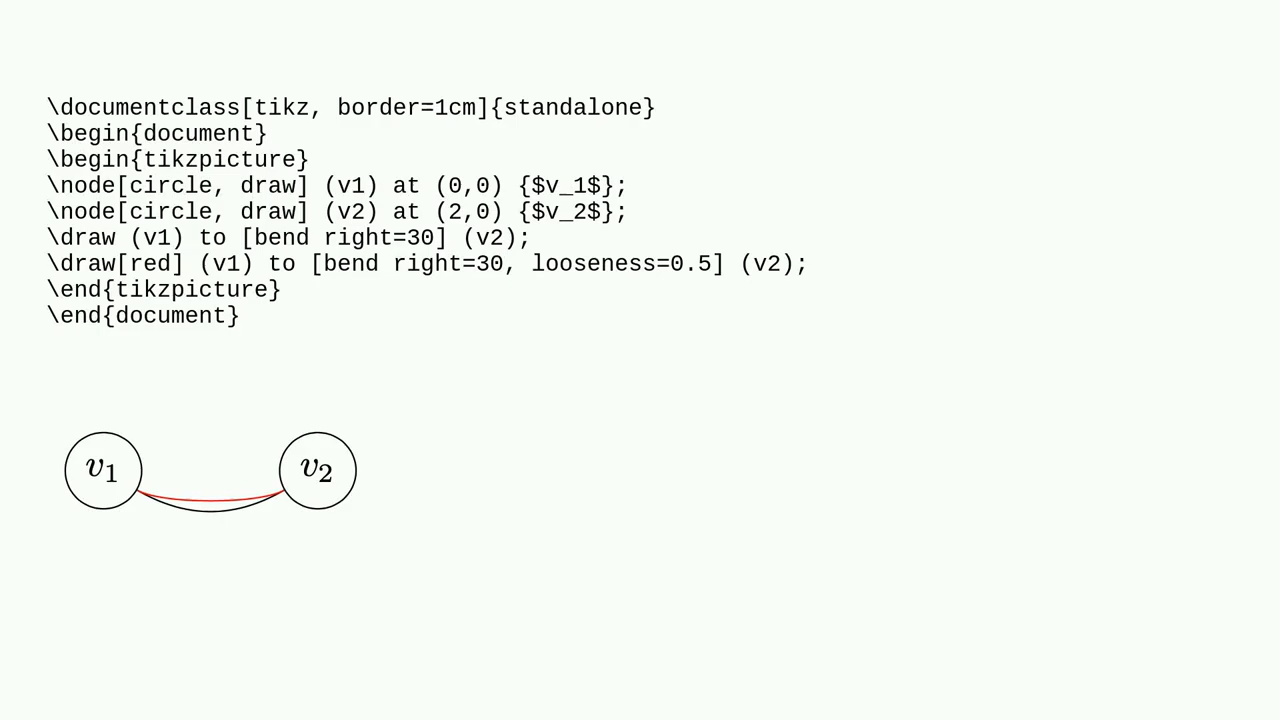 \documentclass[tikz, border=1cm]{standalone}
\begin{document}
\begin{tikzpicture}
\node[circle, draw] (v1) at (0,0) {$v_1$};
\node[circle, draw] (v2) at (2,0) {$v_2$};
\draw (v1) to [bend right=30] (v2);
\draw[red] (v1) to [bend right=30, looseness=0.5] (v2);
\end{tikzpicture}
\end{document}
v₁ v₂